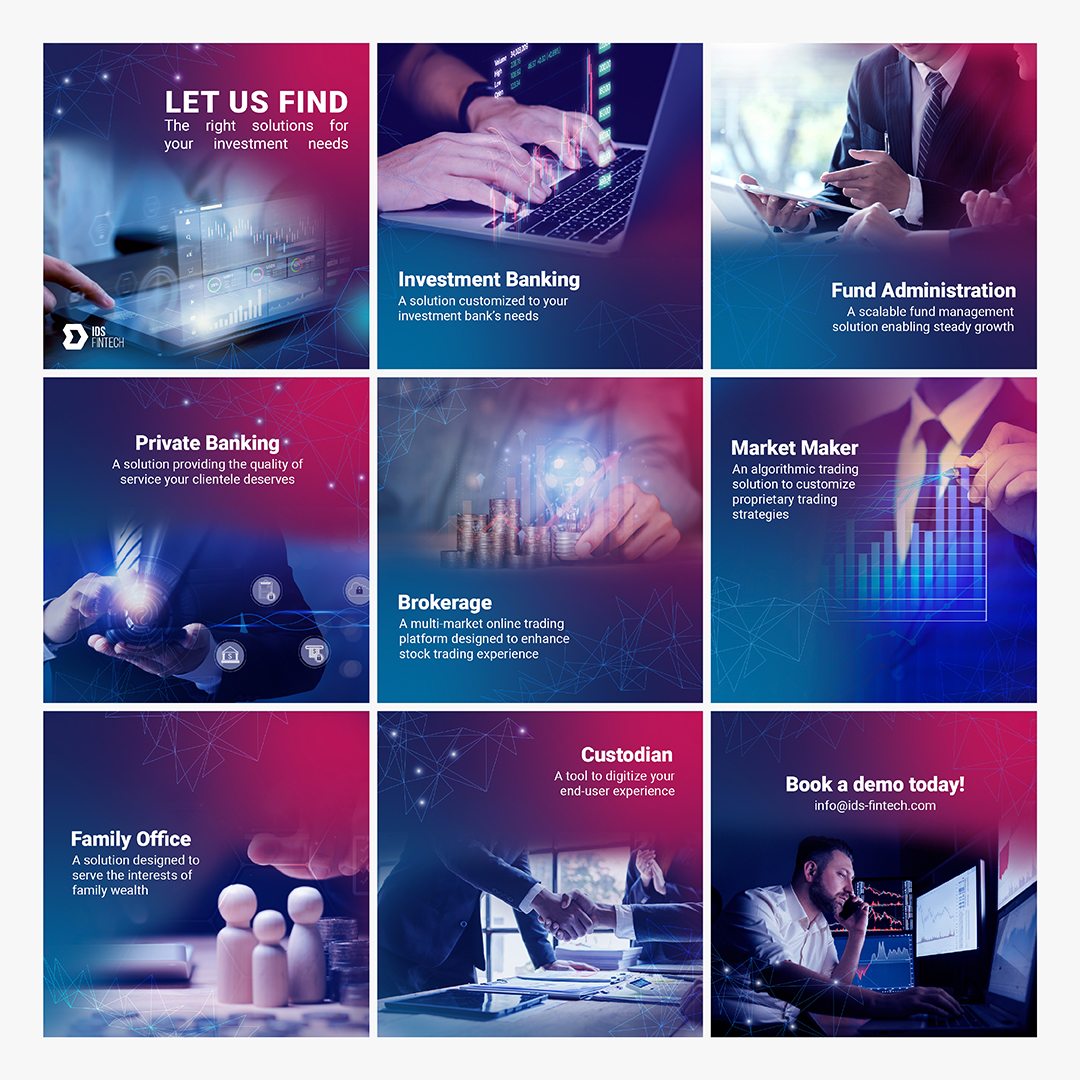 LET US FIND
The right solutions for
your investment needs
IDS
FINTECH
Volume
High
Low
Open
Investment Banking
A solution customized to your
investment bank's needs
Fund Administration
A scalable fund management
solution enabling steady growth
Private Banking
A solution providing the quality of
service your clientele deserves
Brokerage
A multi-market online trading
platform designed to enhance
stock trading experience
Market Maker
An algorithmic trading
solution to customize
proprietary trading
strategies
Family Office
A solution designed to
serve the interests of
family wealth
Custodian
A tool to digitize your
end-user experience
Book a demo today!
info@ids-fintech.com